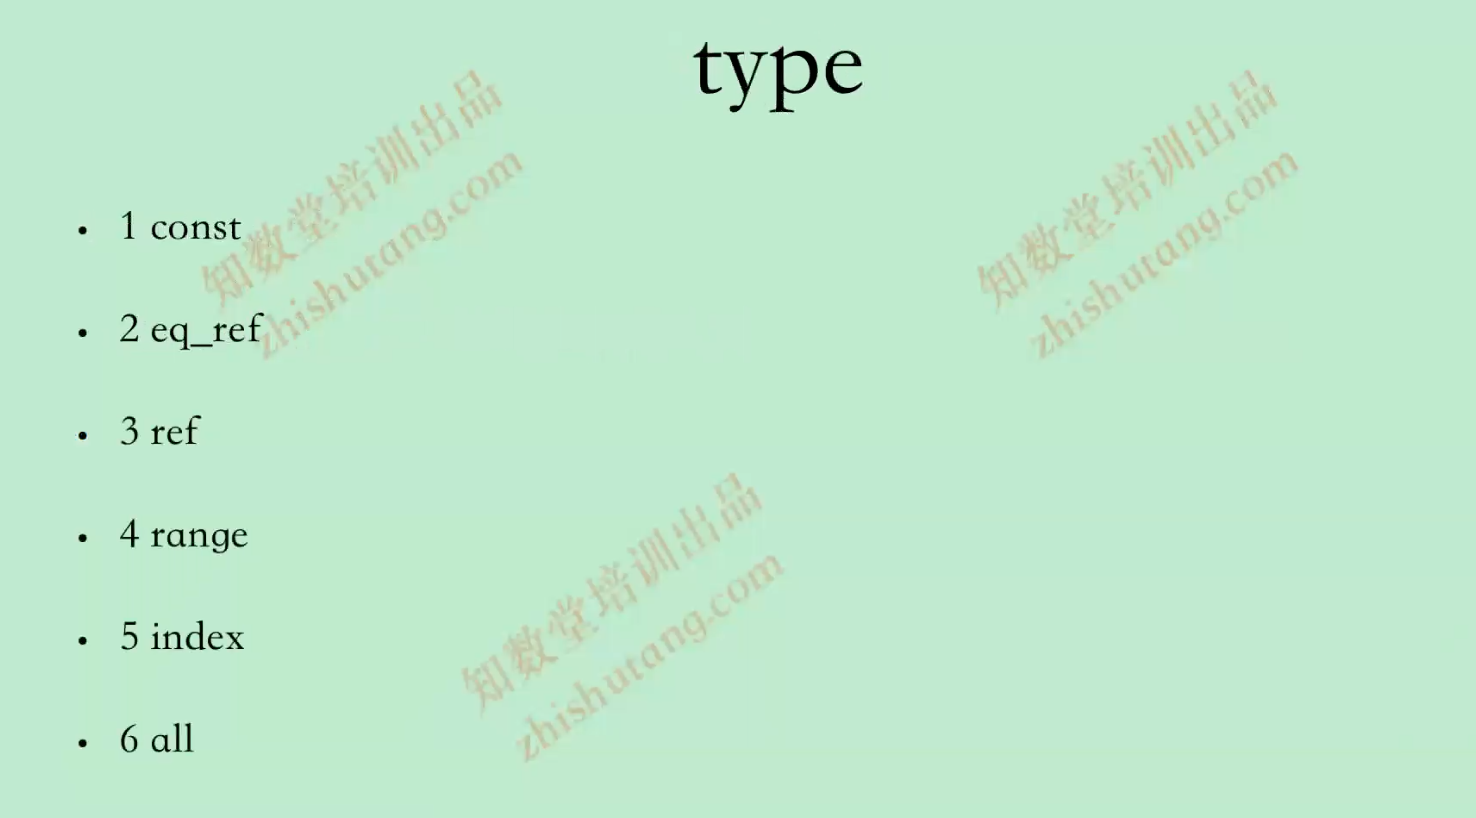 type
知数堂培训出品
zhishutang.com
知数堂培训出品
zhishutang.com
• 1 const
• 2 eq_ref
• 3 ref
• 4 range
知数堂培训出品
zhishutang.com
• 5 index
• 6 all